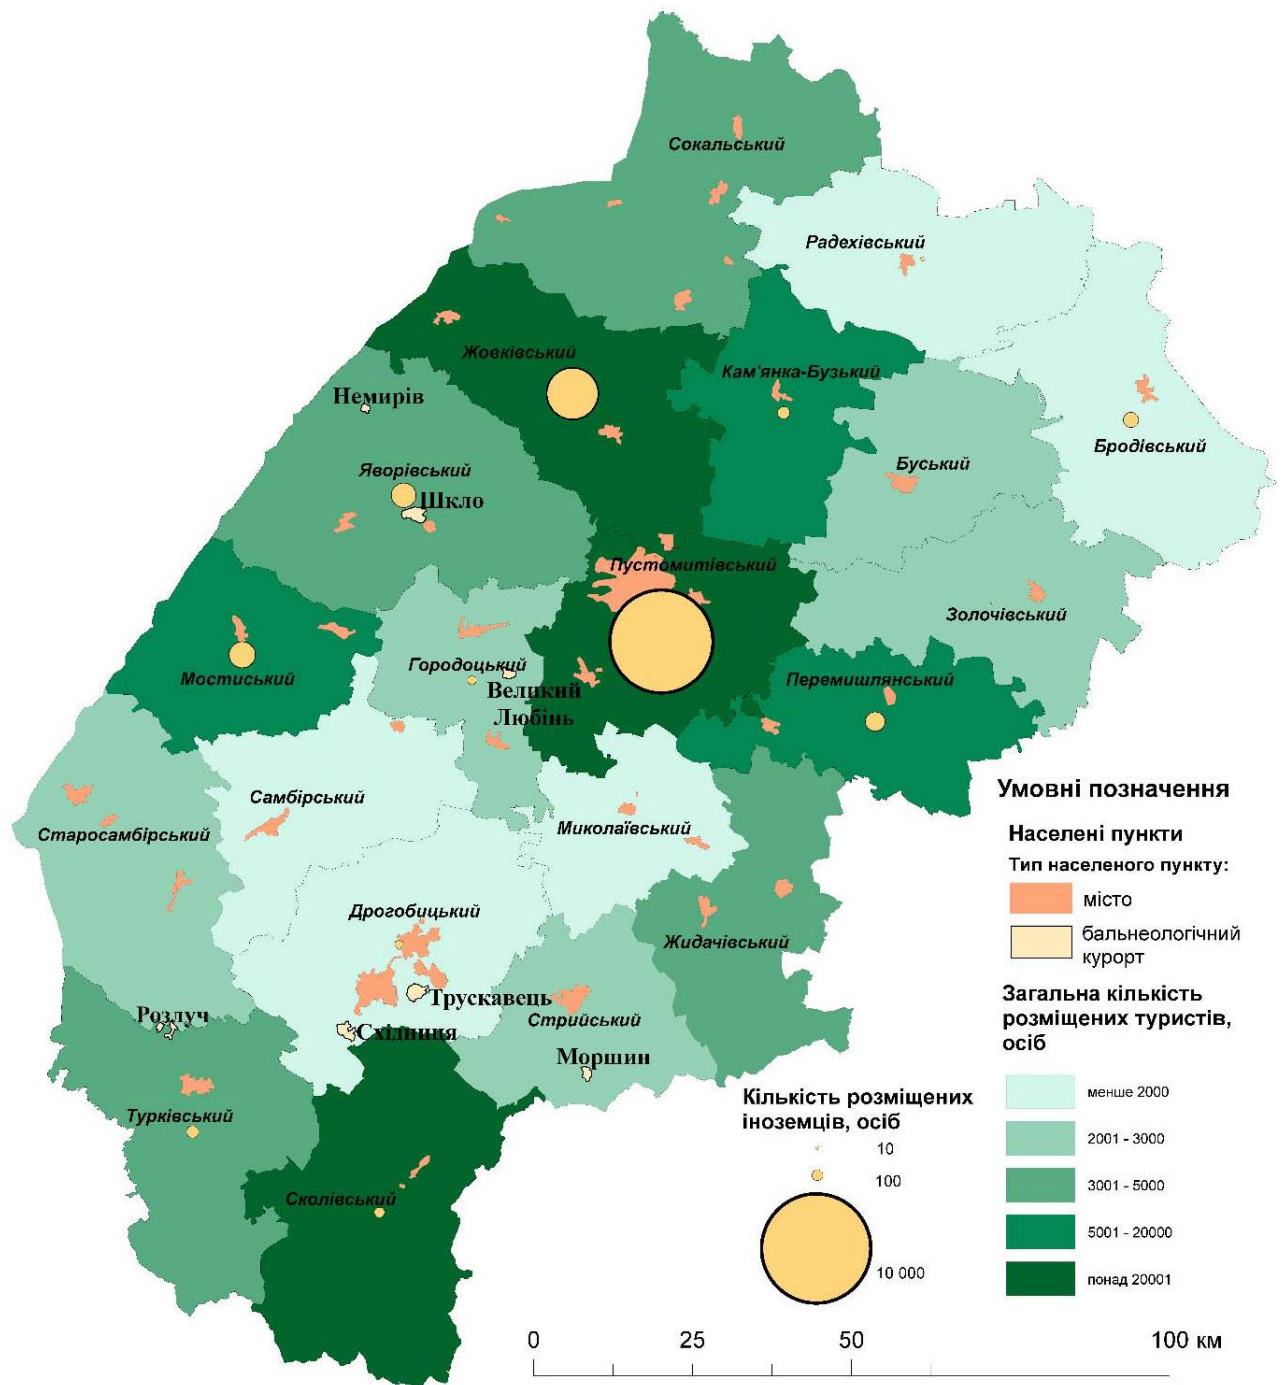 Сокальський
Радехівський
Жовківський
Кам'янка-Бузький
Немирів
Бродівський
Буський
Яворівський
Шкло
Пустомитівський
Золочівський
Городоцький
Мостиський
Перемишлянський
Великий
Любінь
Умовні позначення
Самбірський
Миколаївський
Старосамбірський
Населені пункти
Тип населеного пункту:
місто
бальнеологічний
курорт
Дрогобицький
Жидачівський
Трускавець
Розлуч
Східниця
Стрийський
Моршин
Загальна кількість
розміщених туристів,
осіб
менше 2000
2001 - 3000
3001 - 5000
5001 - 20000
понад 20001
Турківський
Сколівський
Кількість розміщених
іноземців, осіб
10
100
10 000
0
25
50
100 км